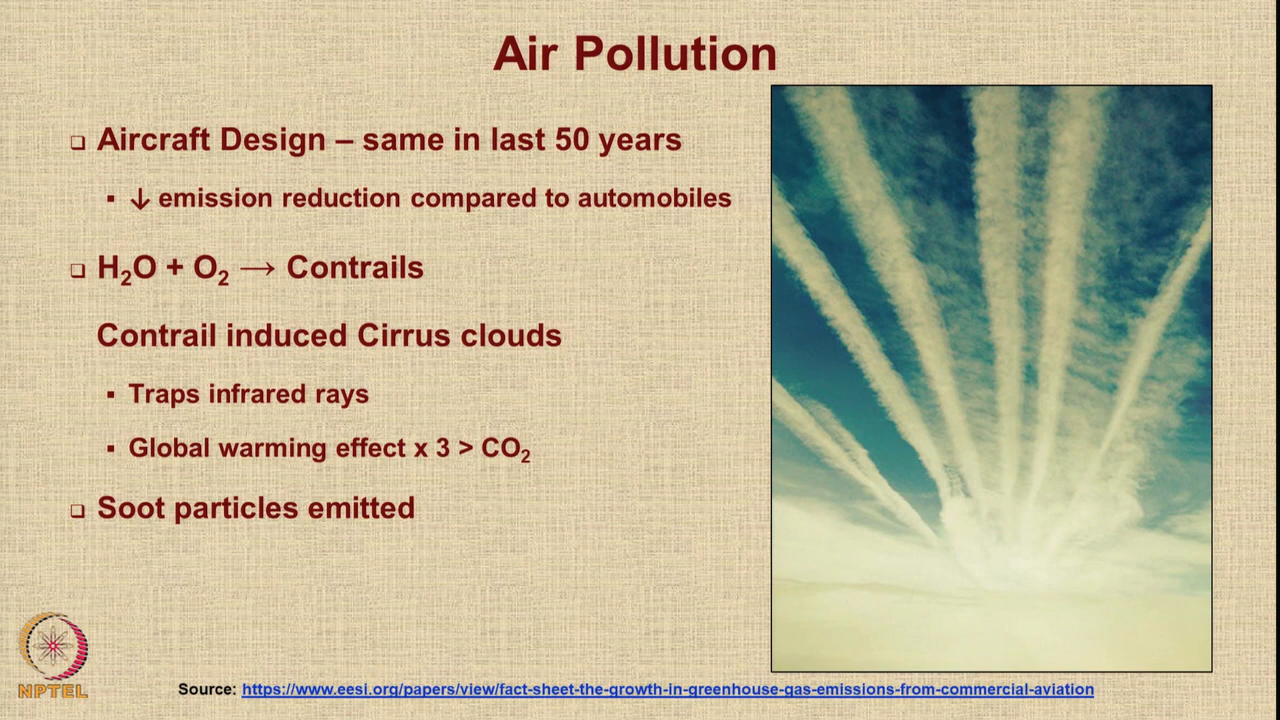 Air Pollution
❑ Aircraft Design – same in last 50 years
▪ ↓ emission reduction compared to automobiles
❑ H₂O + O₂ → Contrails
Contrail induced Cirrus clouds
▪ Traps infrared rays
▪ Global warming effect x 3 > CO₂
❑ Soot particles emitted
NPTEL
Source: https://www.eesi.org/papers/view/fact-sheet-the-growth-in-greenhouse-gas-emissions-from-commercial-aviation